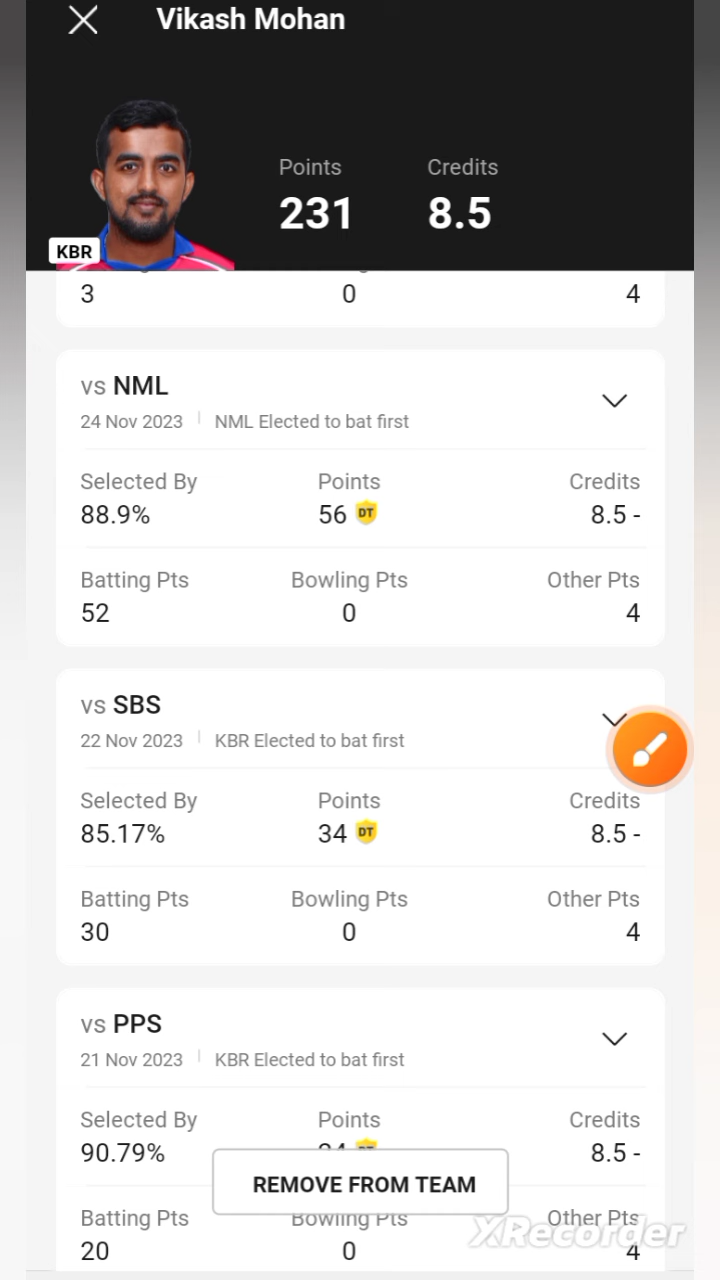 Vikash Mohan
Points Credits
231 8.5
KBR
3 0 4
vs NML
24 Nov 2023 NML Elected to bat first
Selected By Points Credits
88.9% 56 DT 8.5 -
Batting Pts Bowling Pts Other Pts
52 0 4
vs SBS
22 Nov 2023 KBR Elected to bat first
Selected By Points Credits
85.17% 34 DT 8.5 -
Batting Pts Bowling Pts Other Pts
30 0 4
vs PPS
21 Nov 2023 KBR Elected to bat first
Selected By Points Credits
90.79% 8.5 -
REMOVE FROM TEAM
Batting Pts Bowling Pts Other Pts
XRecorder
20 0 4